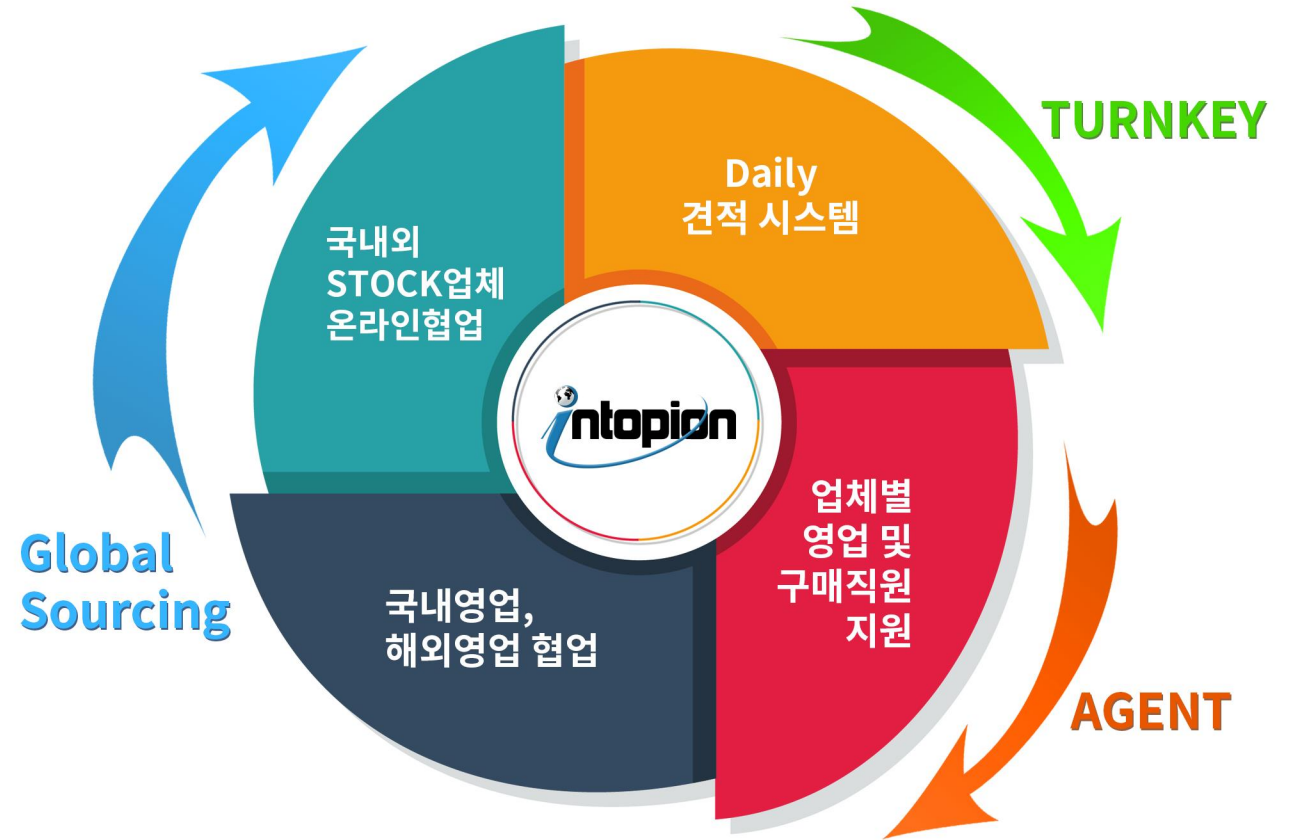 TURNKEY
Daily
견적 시스템
국내외
STOCK업체
온라인협업
intopion
업체별
영업 및
구매직원
지원
Global
Sourcing
국내영업,
해외영업 협업
AGENT